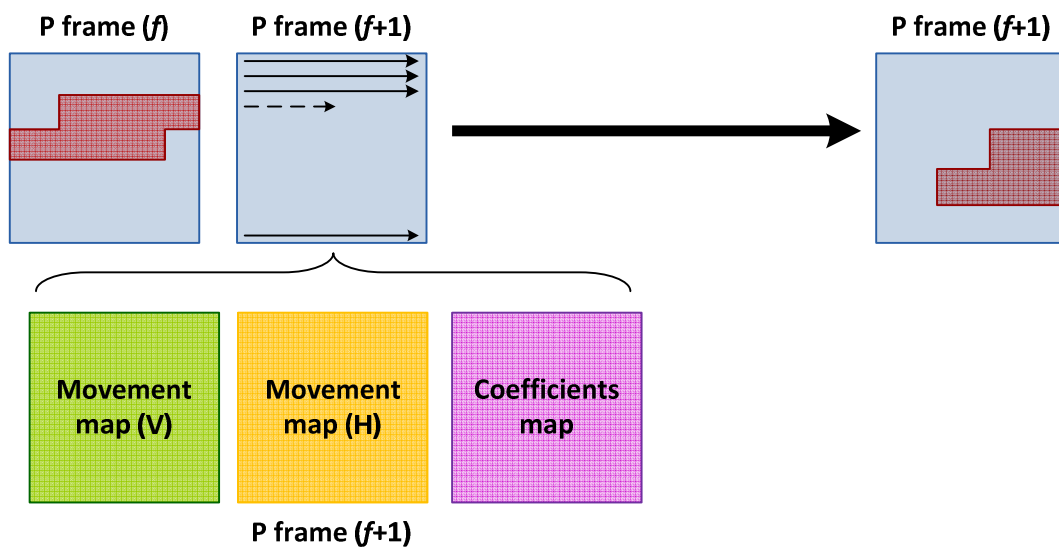 P frame (f)
P frame (f+1)
P frame (f+1)
Movement
map (V)
Movement
map (H)
Coefficients
map
P frame (f+1)